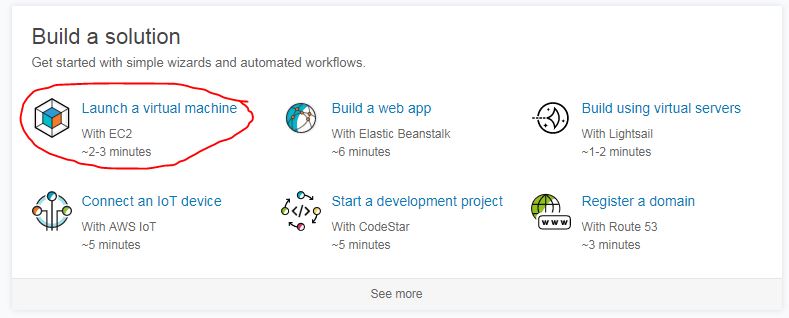 Build a solution
Get started with simple wizards and automated workflows.
Launch a virtual machine
With EC2
~2-3 minutes
Build a web app
With Elastic Beanstalk
~6 minutes
Build using virtual servers
With Lightsail
~1-2 minutes
Connect an IoT device
With AWS IoT
~5 minutes
Start a development project
With CodeStar
~5 minutes
Register a domain
With Route 53
~3 minutes
www
See more